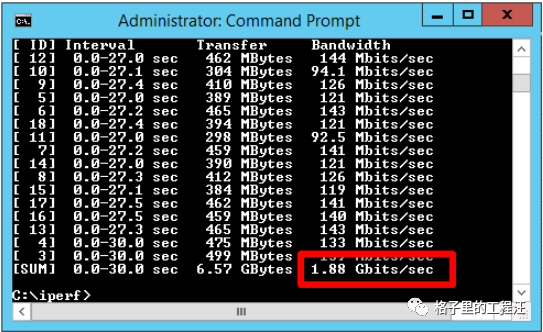 Administrator: Command Prompt
[ ID] Interval Transfer Bandwidth
[ 12] 0.0-27.0 sec 462 MBytes 144 Mbits/sec
[ 10] 0.0-27.1 sec 304 MBytes 94.1 Mbits/sec
[ 9] 0.0-27.4 sec 410 MBytes 126 Mbits/sec
[ 5] 0.0-27.0 sec 389 MBytes 121 Mbits/sec
[ 6] 0.0-27.2 sec 465 MBytes 143 Mbits/sec
[ 18] 0.0-27.4 sec 394 MBytes 121 Mbits/sec
[ 11] 0.0-27.0 sec 298 MBytes 92.5 Mbits/sec
[ 7] 0.0-27.2 sec 459 MBytes 141 Mbits/sec
[ 14] 0.0-27.0 sec 390 MBytes 121 Mbits/sec
[ 8] 0.0-27.3 sec 412 MBytes 126 Mbits/sec
[ 15] 0.0-27.1 sec 384 MBytes 119 Mbits/sec
[ 17] 0.0-27.5 sec 462 MBytes 141 Mbits/sec
[ 16] 0.0-27.5 sec 459 MBytes 140 Mbits/sec
[ 13] 0.0-27.3 sec 465 MBytes 143 Mbits/sec
[ 4] 0.0-30.0 sec 475 MBytes 133 Mbits/sec
[ 3] 0.0-30.0 sec 499 MBytes
[SUM] 0.0-30.0 sec 6.57 GBytes 1.88 Gbits/sec
C:\iperf>
格子里的工程汪